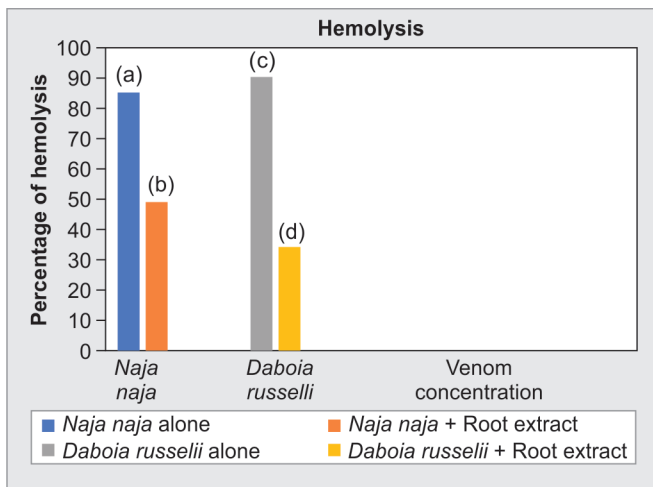 Hemolysis
Percentage of hemolysis
100
90
80
70
60
50
40
30
20
10
0
(a)
(b)
(c)
(d)
Naja
naja
Daboia
russelli
Venom
concentration
Naja naja alone
Naja naja + Root extract
Daboia russelii alone
Daboia russelii + Root extract